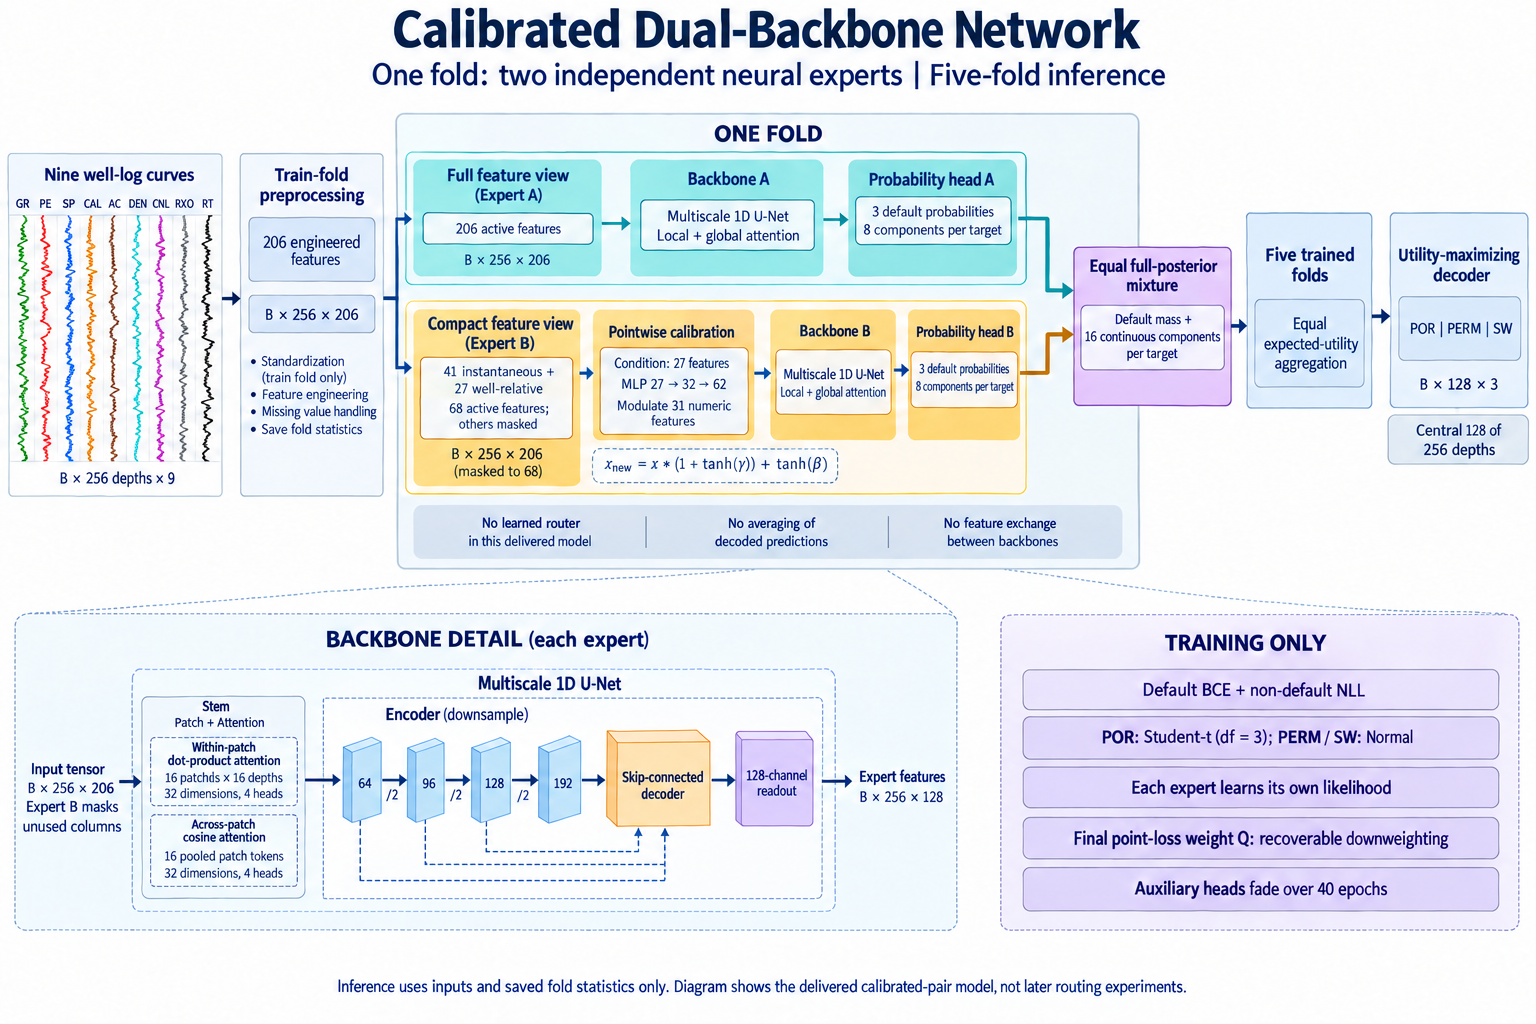 Calibrated Dual-Backbone Network
One fold: two independent neural experts | Five-fold inference
Nine well-log curves
GR PE SP CAL AC DEN CNL RXO RT
B × 256 depths × 9
Train-fold
preprocessing
206 engineered
features
B × 256 × 206
• Standardization
(train fold only)
• Feature engineering
• Missing value handling
• Save fold statistics
ONE FOLD
Full feature view
(Expert A)
206 active features
B × 256 × 206
Backbone A
Multiscale 1D U-Net
Local + global attention
Probability head A
3 default probabilities
8 components per target
Compact feature view
(Expert B)
41 instantaneous +
27 well-relative
68 active features;
others masked
B × 256 × 206
(masked to 68)
Pointwise calibration
Condition: 27 features
MLP 27 → 32 → 62
Modulate 31 numeric
features
Backbone B
Multiscale 1D U-Net
Local + global attention
Probability head B
3 default probabilities
8 components per target
x_new = x * (1 + tanh(γ)) + tanh(β)
No learned router
in this delivered model
No averaging of
decoded predictions
No feature exchange
between backbones
Equal full-posterior
mixture
Default mass +
16 continuous components
per target
Five trained
folds
Equal
expected-utility
aggregation
Utility-maximizing
decoder
POR | PERM | SW
B × 128 × 3
Central 128 of
256 depths
BACKBONE DETAIL (each expert)
Multiscale 1D U-Net
Input tensor
B × 256 × 206
Expert B masks
unused columns
Stem
Patch + Attention
Within-patch
dot-product attention
16 patchds × 16 depths
32 dimensions, 4 heads
Across-patch
cosine attention
16 pooled patch tokens
32 dimensions, 4 heads
Encoder (downsample)
64
/2
96
/2
128
/2
192
Skip-connected
decoder
128-channel
readout
Expert features
B × 256 × 128
TRAINING ONLY
Default BCE + non-default NLL
POR: Student-t (df = 3); PERM / SW: Normal
Each expert learns its own likelihood
Final point-loss weight Q: recoverable downweighting
Auxiliary heads fade over 40 epochs
Inference uses inputs and saved fold statistics only. Diagram shows the delivered calibrated-pair model, not later routing experiments.